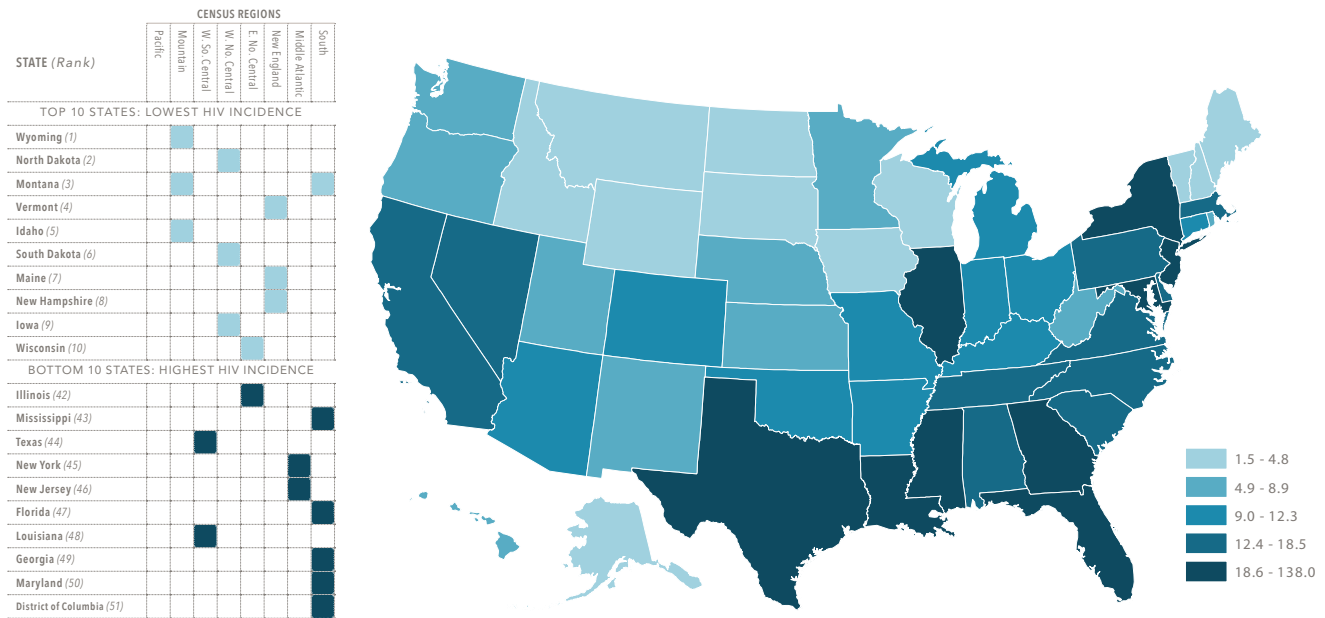 CENSUS REGIONS
STATE (Rank)
Pacific
Mountain
W. So. Central
W. No. Central
E. No. Central
New England
Middle Atlantic
South
TOP 10 STATES: LOWEST HIV INCIDENCE
Wyoming (1)
North Dakota (2)
Montana (3)
Vermont (4)
Idaho (5)
South Dakota (6)
Maine (7)
New Hampshire (8)
Iowa (9)
Wisconsin (10)
BOTTOM 10 STATES: HIGHEST HIV INCIDENCE
Illinois (42)
Mississippi (43)
Texas (44)
New York (45)
New Jersey (46)
Florida (47)
Louisiana (48)
Georgia (49)
Maryland (50)
District of Columbia (51)
1.5 - 4.8
4.9 - 8.9
9.0 - 12.3
12.4 - 18.5
18.6 - 138.0